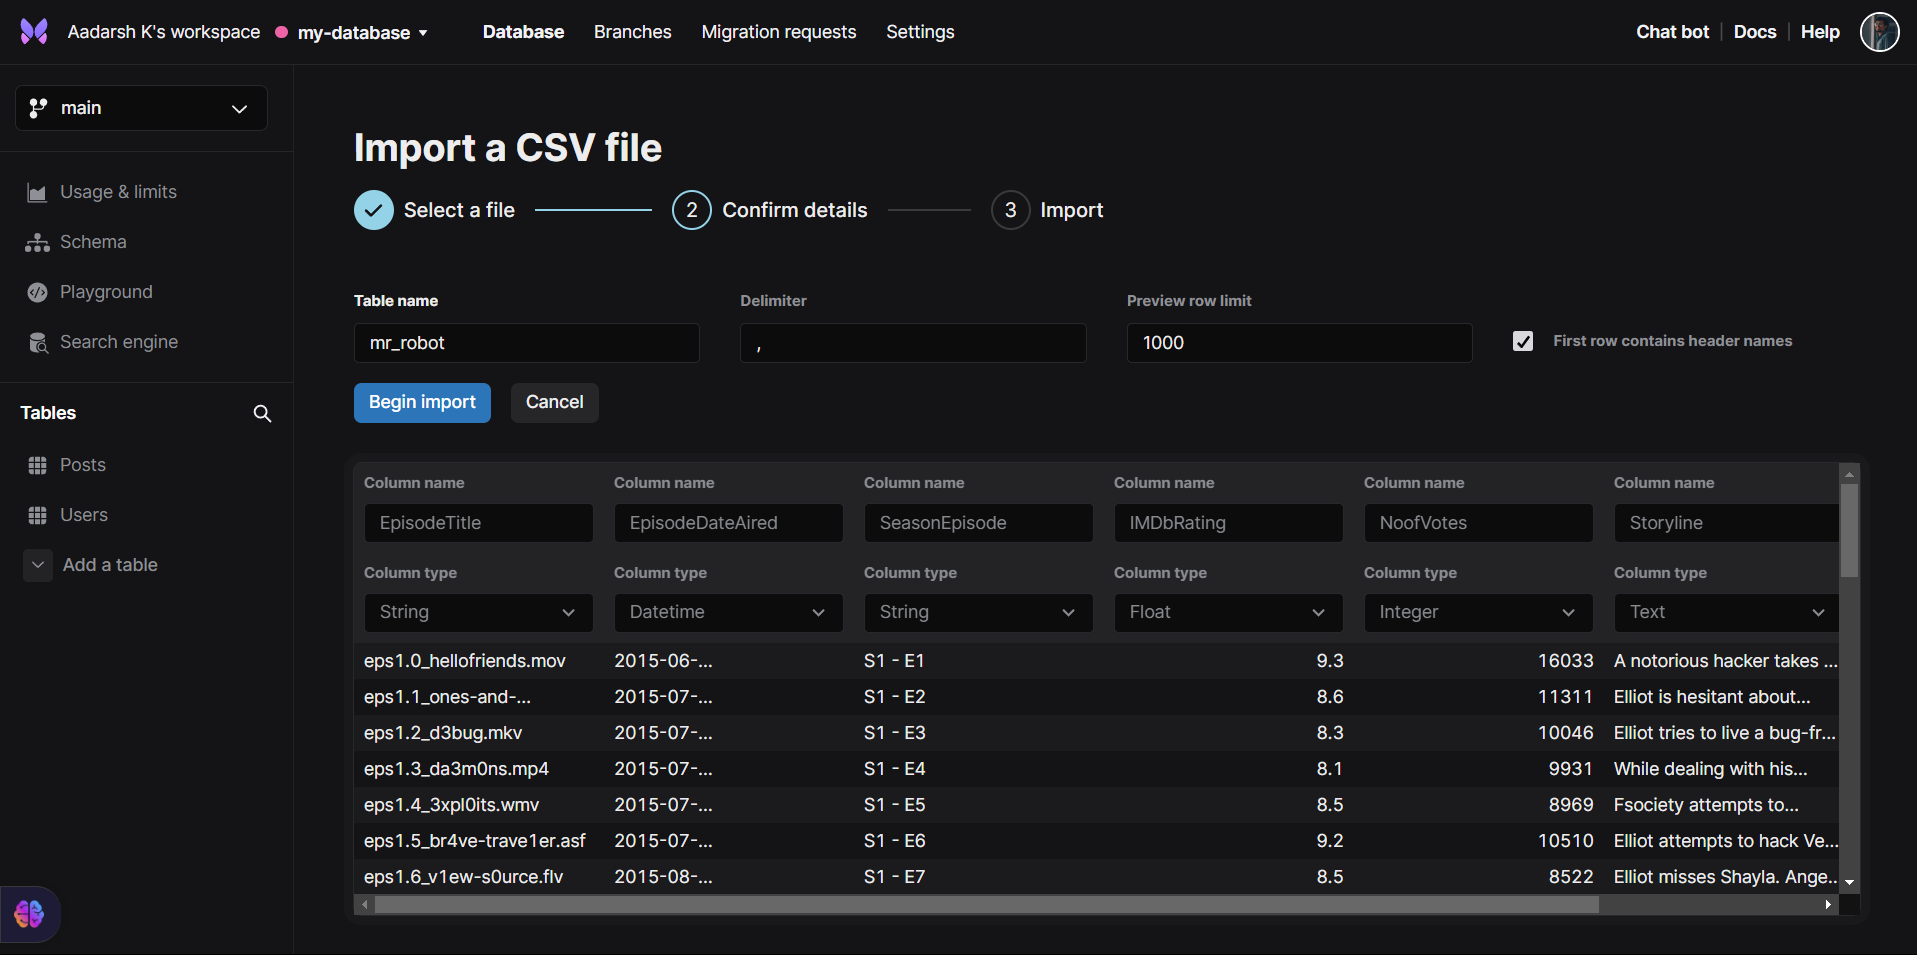 Aadarsh K's workspace my-database Database Branches Migration requests Settings Chat bot Docs Help
main
Usage & limits
Schema
Playground
Search engine
Tables
Posts
Users
Add a table
Import a CSV file
Select a file 2 Confirm details 3 Import
Table name Delimiter Preview row limit
mr_robot , 1000 First row contains header names
Begin import Cancel
Column name Column name Column name Column name Column name Column name
EpisodeTitle EpisodeDateAired SeasonEpisode IMDbRating NoofVotes Storyline
Column type Column type Column type Column type Column type Column type
String Datetime String Float Integer Text
eps1.0_hellofriends.mov 2015-06-... S1 - E1 9.3 16033 A notorious hacker takes ...
eps1.1_ones-and-... 2015-07-... S1 - E2 8.6 11311 Elliot is hesitant about...
eps1.2_d3bug.mkv 2015-07-... S1 - E3 8.3 10046 Elliot tries to live a bug-fr...
eps1.3_da3m0ns.mp4 2015-07-... S1 - E4 8.1 9931 While dealing with his...
eps1.4_3xpl0its.wmv 2015-07-... S1 - E5 8.5 8969 Fsociety attempts to...
eps1.5_br4ve-trave1er.asf 2015-07-... S1 - E6 9.2 10510 Elliot attempts to hack Ve...
eps1.6_v1ew-s0urce.flv 2015-08-... S1 - E7 8.5 8522 Elliot misses Shayla. Ange...